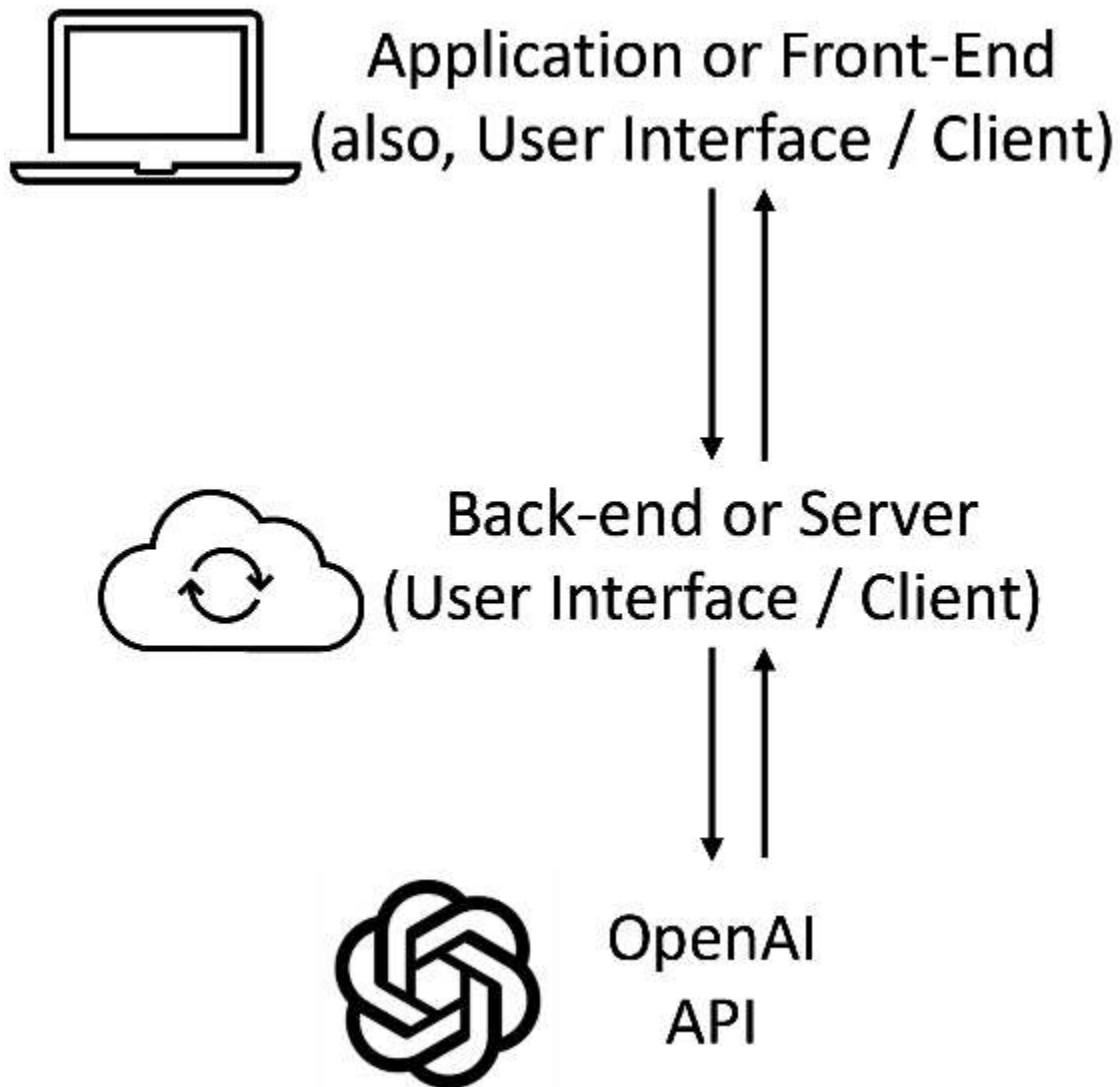 Application or Front-End
(also, User Interface / Client)
Back-end or Server
(User Interface / Client)
OpenAI
API